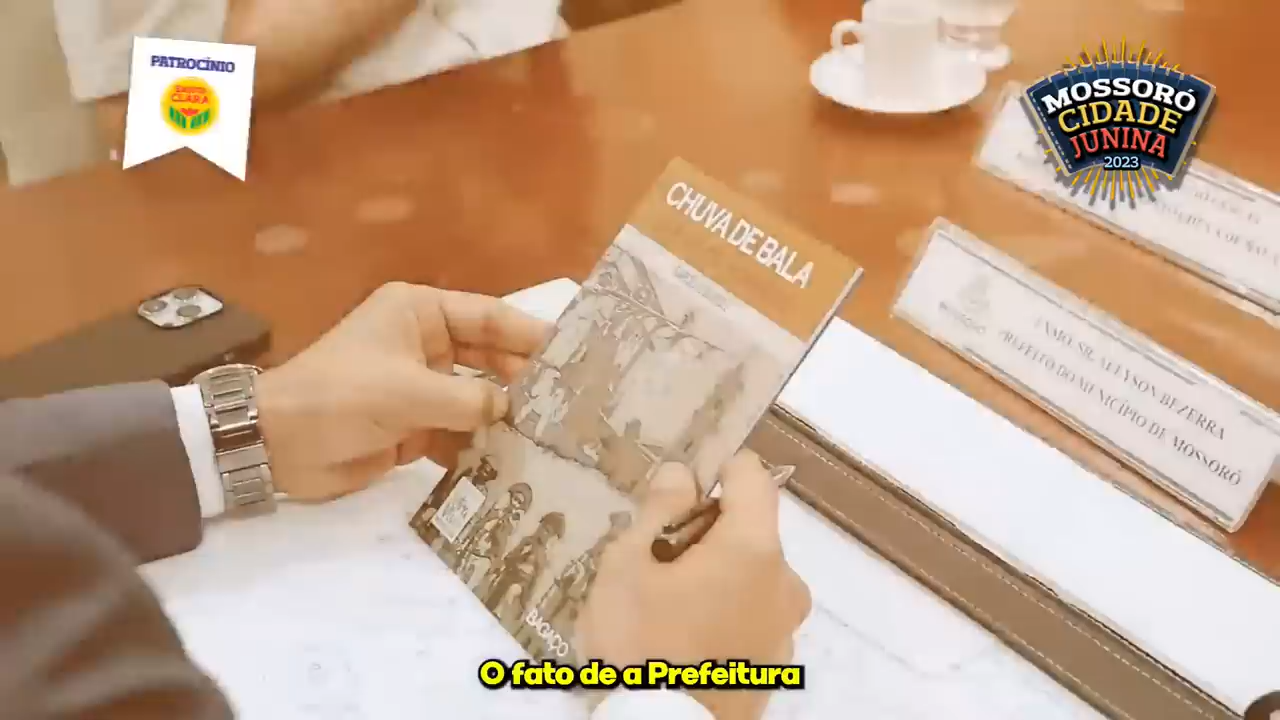 PATROCÍNIO
SANTA
CLARA
MOSSORÓ
CIDADE
JUNINA
2023
CHUVA DE BALA
EXMO. SR. ALLYSON BEZERRA
PREFEITO DO MUNICÍPIO DE MOSSORÓ
BAGAÇO
O fato de a Prefeitura